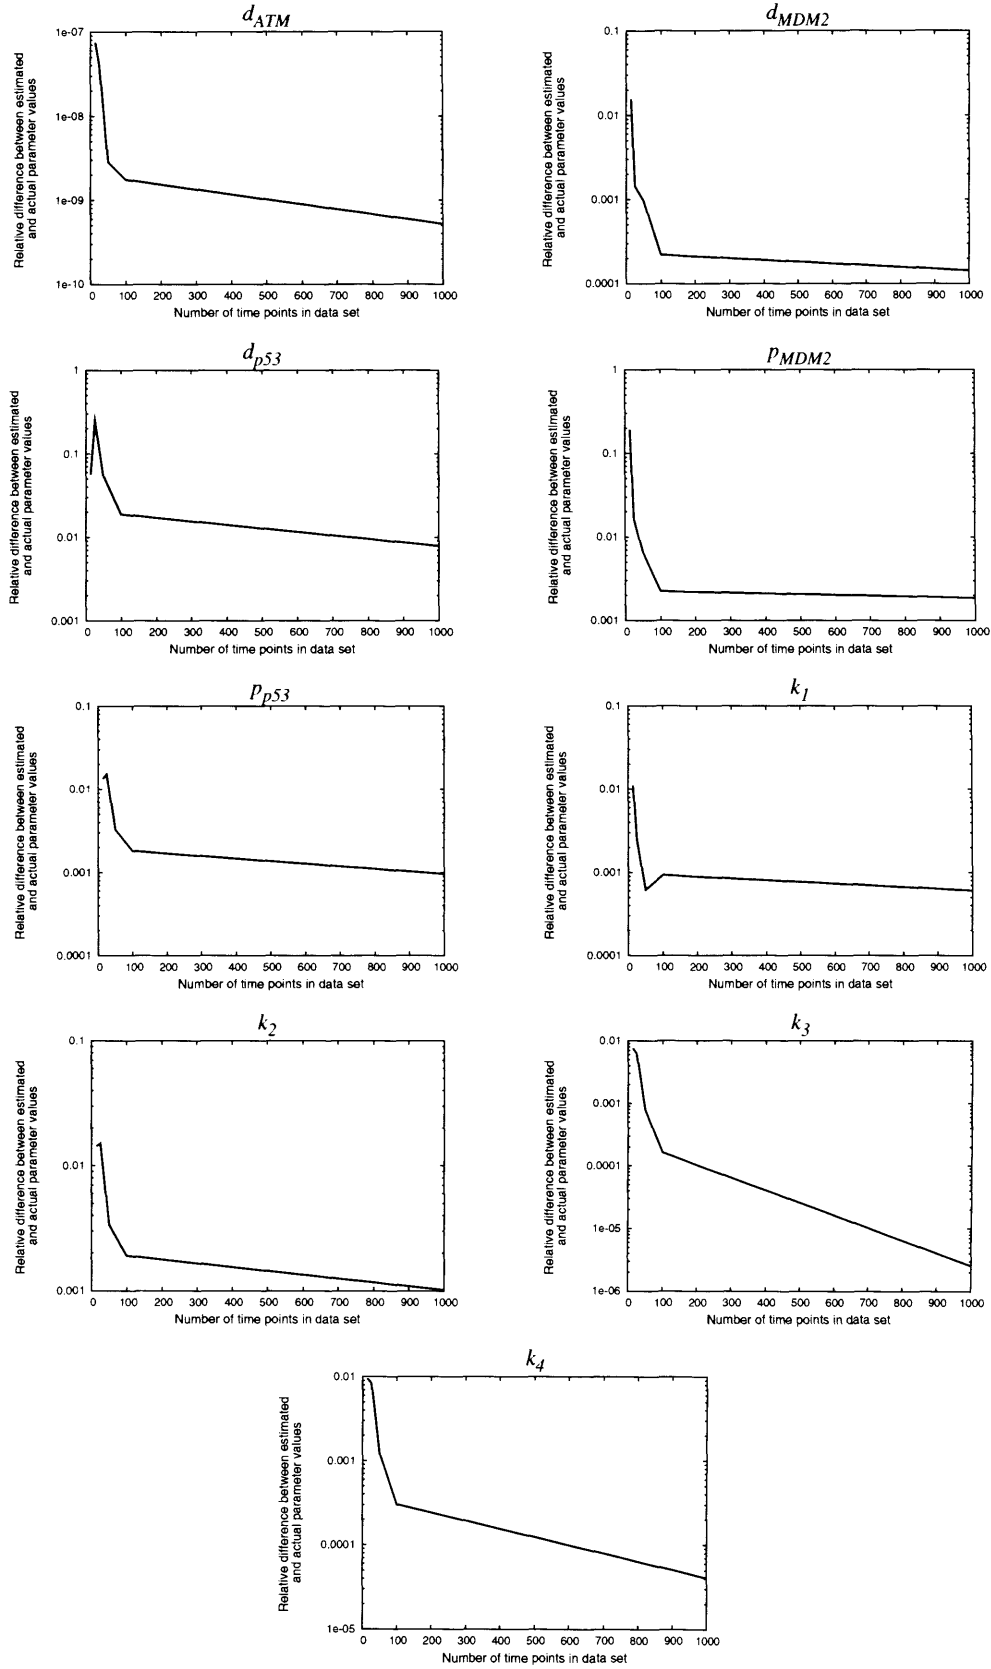 d_ATM
Relative difference between estimated
and actual parameter values
1e-07
1e-08
1e-09
1e-10
0 100 200 300 400 500 600 700 800 900 1000
Number of time points in data set
d_MDM2
Relative difference between estimated
and actual parameter values
0.1
0.01
0.001
0.0001
0 100 200 300 400 500 600 700 800 900 1000
Number of time points in data set
d_p53
Relative difference between estimated
and actual parameter values
1
0.1
0.01
0.001
0 100 200 300 400 500 600 700 800 900 1000
Number of time points in data set
p_MDM2
Relative difference between estimated
and actual parameter values
1
0.1
0.01
0.001
0 100 200 300 400 500 600 700 800 900 1000
Number of time points in data set
p_p53
Relative difference between estimated
and actual parameter values
0.1
0.01
0.001
0.0001
0 100 200 300 400 500 600 700 800 900 1000
Number of time points in data set
k_1
Relative difference between estimated
and actual parameter values
0.1
0.01
0.001
0.0001
0 100 200 300 400 500 600 700 800 900 1000
Number of time points in data set
k_2
Relative difference between estimated
and actual parameter values
0.1
0.01
0.001
0 100 200 300 400 500 600 700 800 900 1000
Number of time points in data set
k_3
Relative difference between estimated
and actual parameter values
0.01
0.001
0.0001
1e-05
1e-06
0 100 200 300 400 500 600 700 800 900 1000
Number of time points in data set
k_4
Relative difference between estimated
and actual parameter values
0.01
0.001
0.0001
1e-05
0 100 200 300 400 500 600 700 800 900 1000
Number of time points in data set